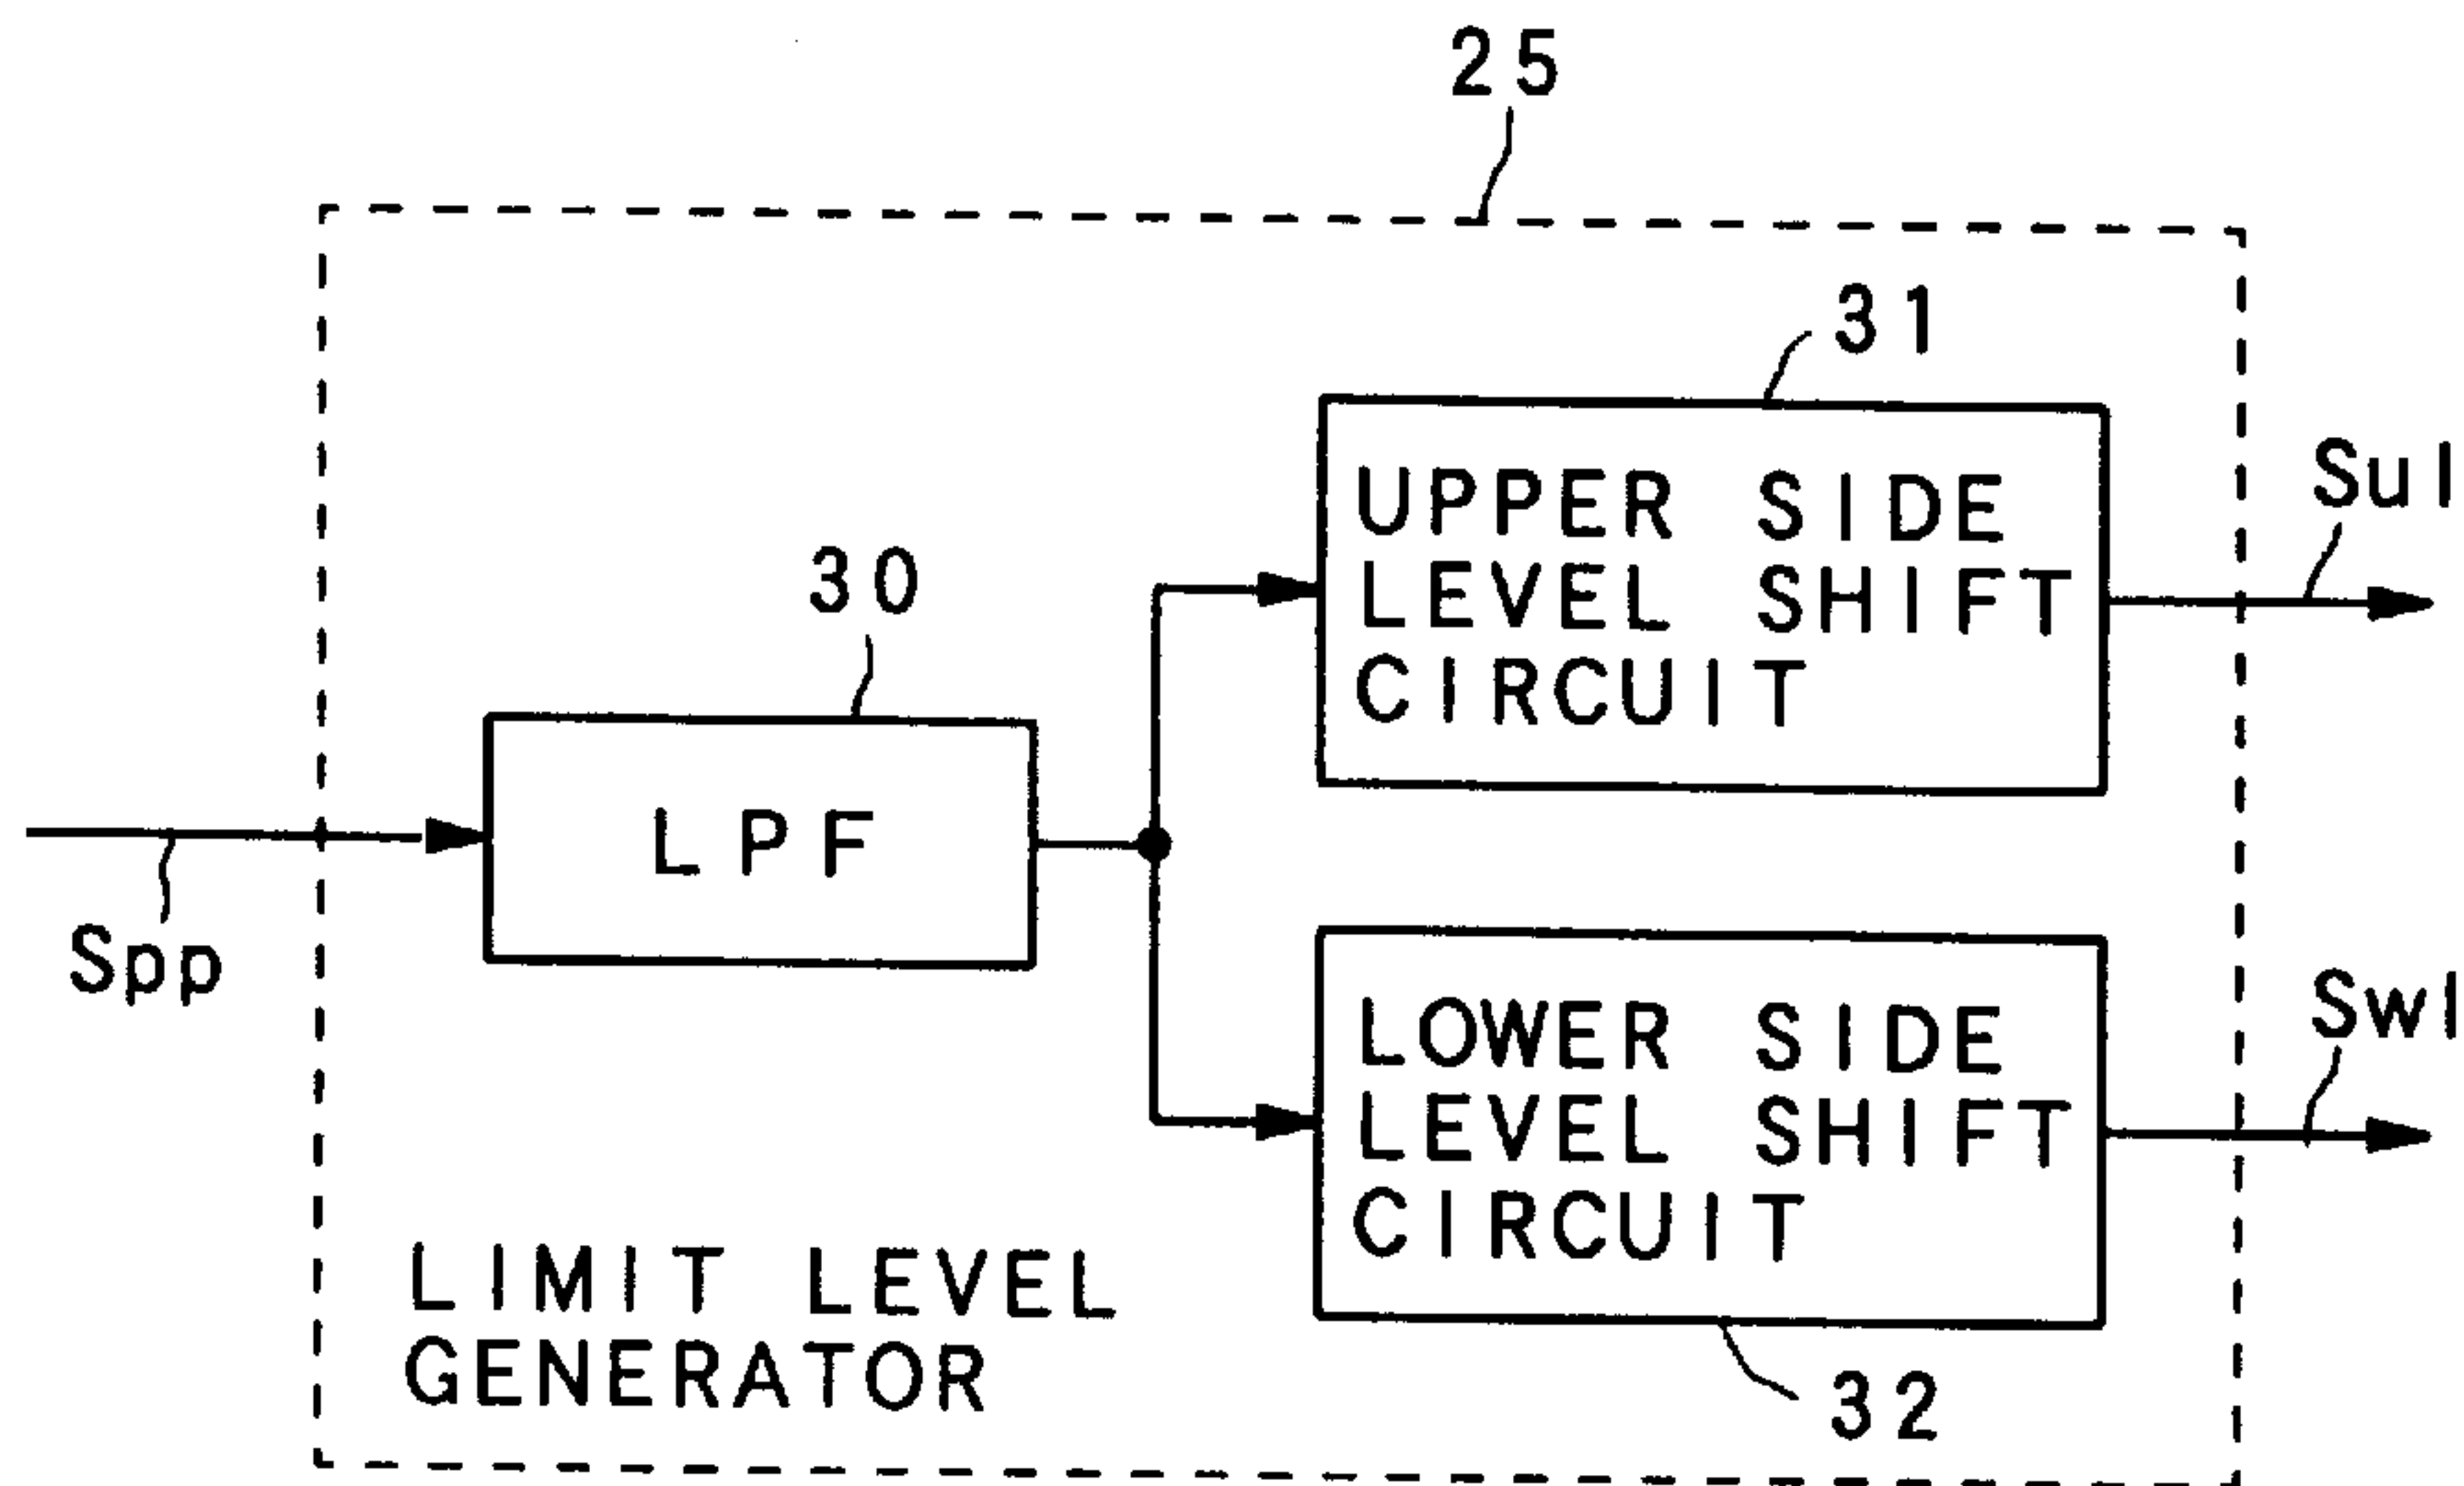 25
31
UPPER SIDE
LEVEL SHIFT
CIRCUIT
Sul
30
LPF
Spp
LOWER SIDE
LEVEL SHIFT
CIRCUIT
Swl
32
LIMIT LEVEL
GENERATOR